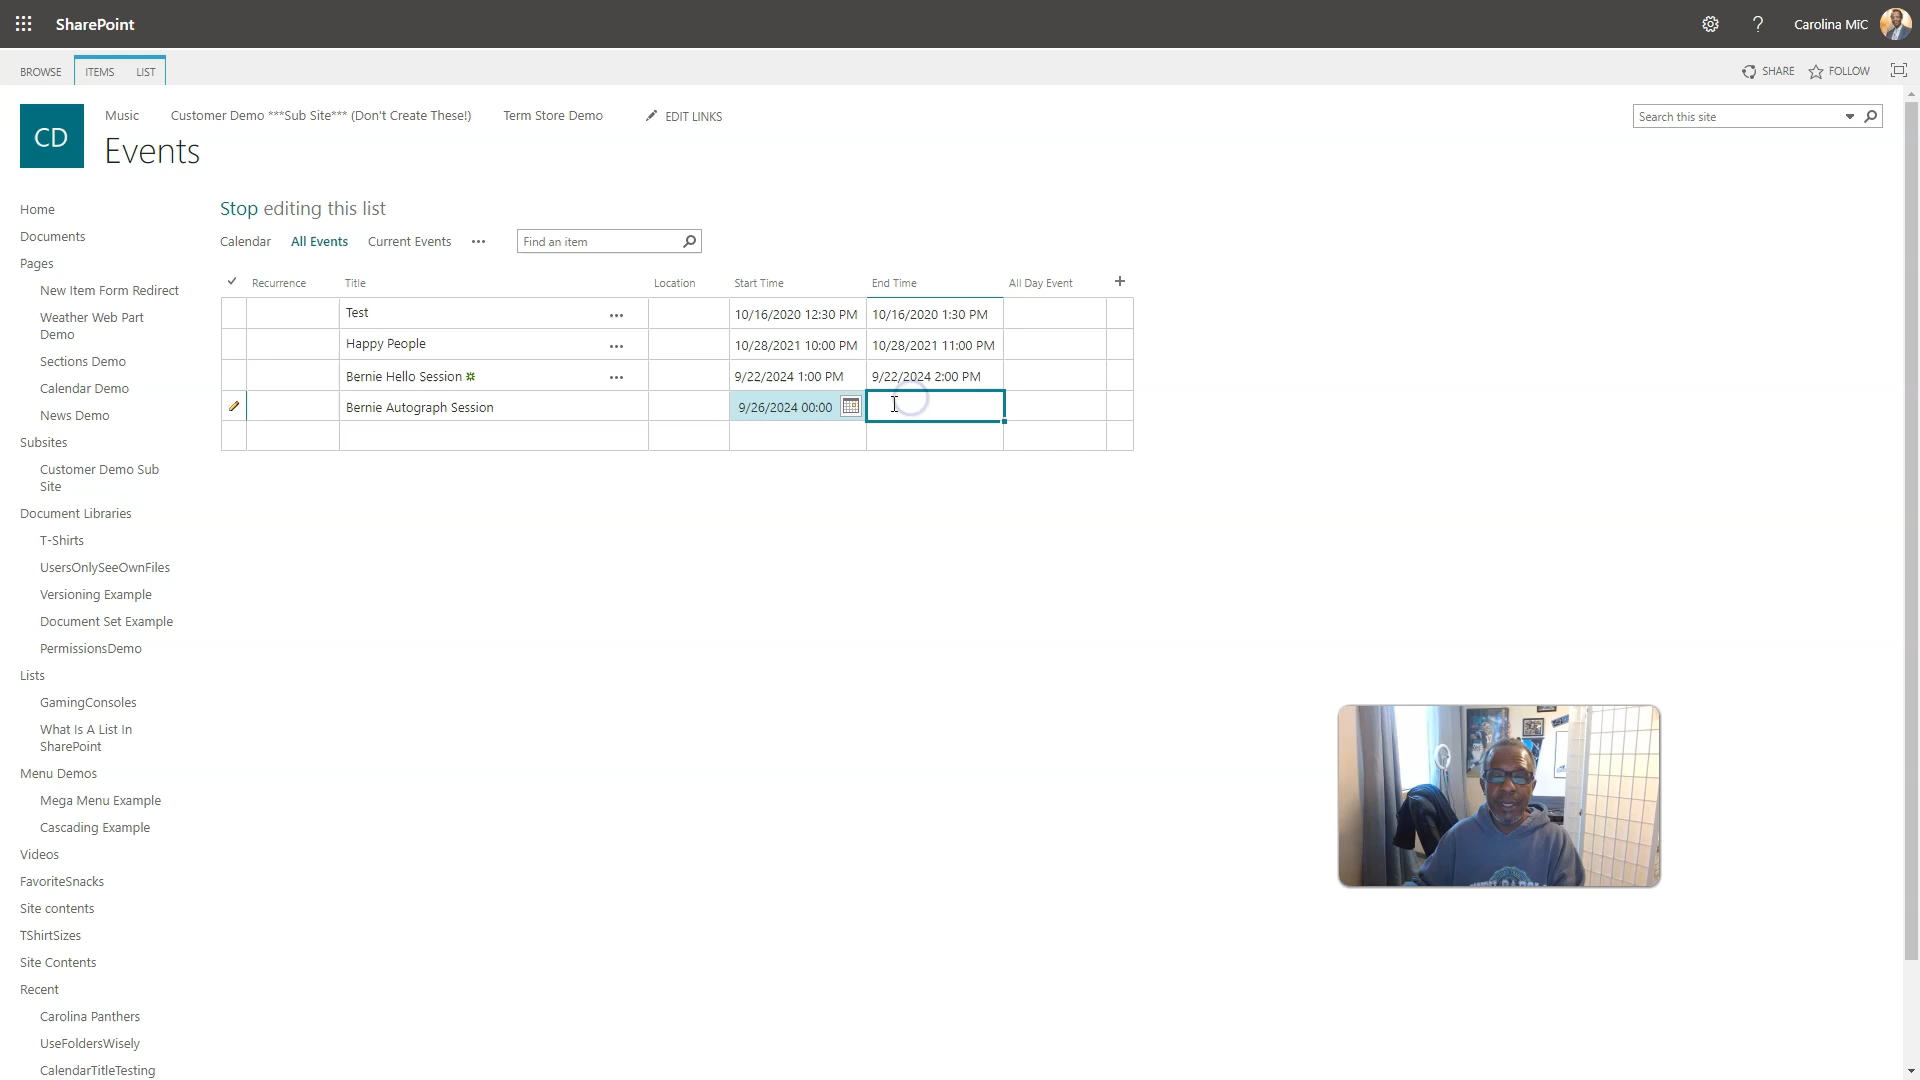 SharePoint
Carolina MIC
BROWSE ITEMS LIST
SHARE FOLLOW
CD
Music Customer Demo ***Sub Site*** (Don't Create These!) Term Store Demo EDIT LINKS
Search this site
Events
Stop editing this list
Calendar All Events Current Events ••• Find an item
Recurrence Title Location Start Time End Time All Day Event +
Test ••• 10/16/2020 12:30 PM 10/16/2020 1:30 PM
Happy People ••• 10/28/2021 10:00 PM 10/28/2021 11:00 PM
Bernie Hello Session ••• 9/22/2024 1:00 PM 9/22/2024 2:00 PM
Bernie Autograph Session 9/26/2024 00:00
Home
Documents
Pages
New Item Form Redirect
Weather Web Part
Demo
Sections Demo
Calendar Demo
News Demo
Subsites
Customer Demo Sub
Site
Document Libraries
T-Shirts
UsersOnlySeeOwnFiles
Versioning Example
Document Set Example
PermissionsDemo
Lists
GamingConsoles
What Is A List In
SharePoint
Menu Demos
Mega Menu Example
Cascading Example
Videos
FavoriteSnacks
Site contents
TShirtSizes
Site Contents
Recent
Carolina Panthers
UseFoldersWisely
CalendarTitleTesting